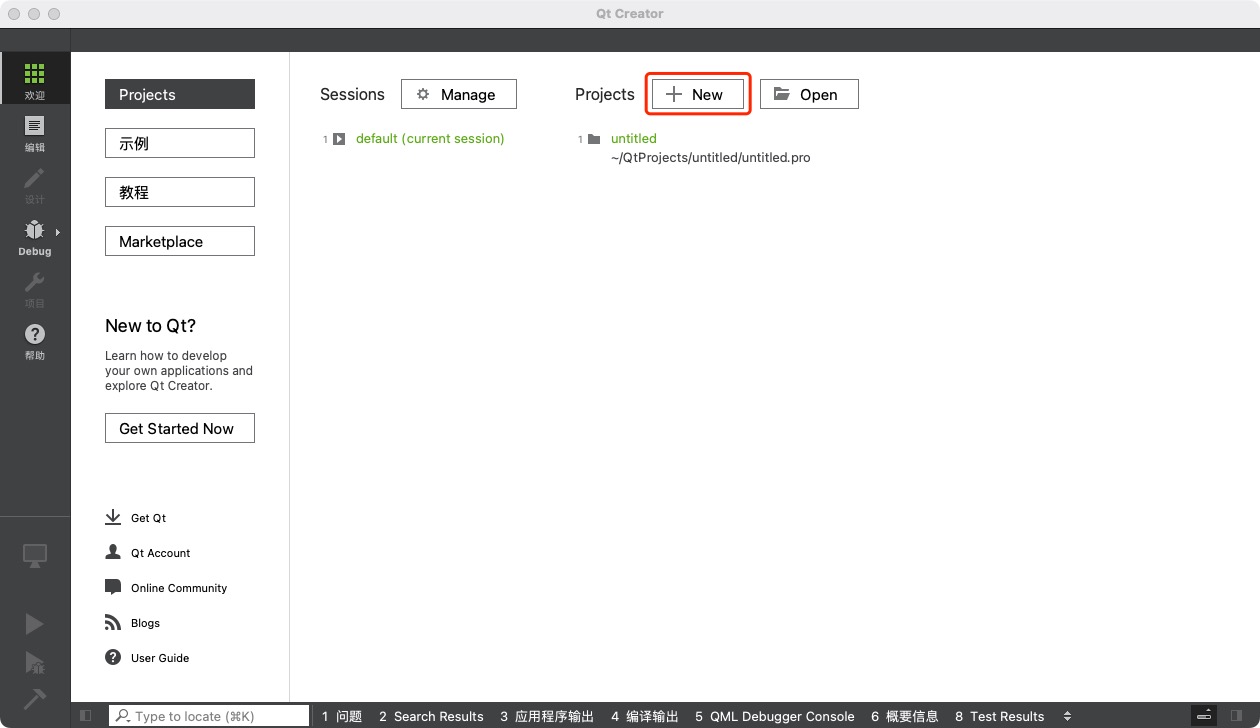 Qt Creator
欢迎
编辑
设计
Debug
项目
帮助
Projects
示例
教程
Marketplace
New to Qt?
Learn how to develop
your own applications and
explore Qt Creator.
Get Started Now
Get Qt
Qt Account
Online Community
Blogs
User Guide
Sessions
Manage
1 default (current session)
Projects
New
Open
1 untitled
~/QtProjects/untitled/untitled.pro
Type to locate (⌘K)
1 问题 2 Search Results 3 应用程序输出 4 编译输出 5 QML Debugger Console 6 概要信息 8 Test Results